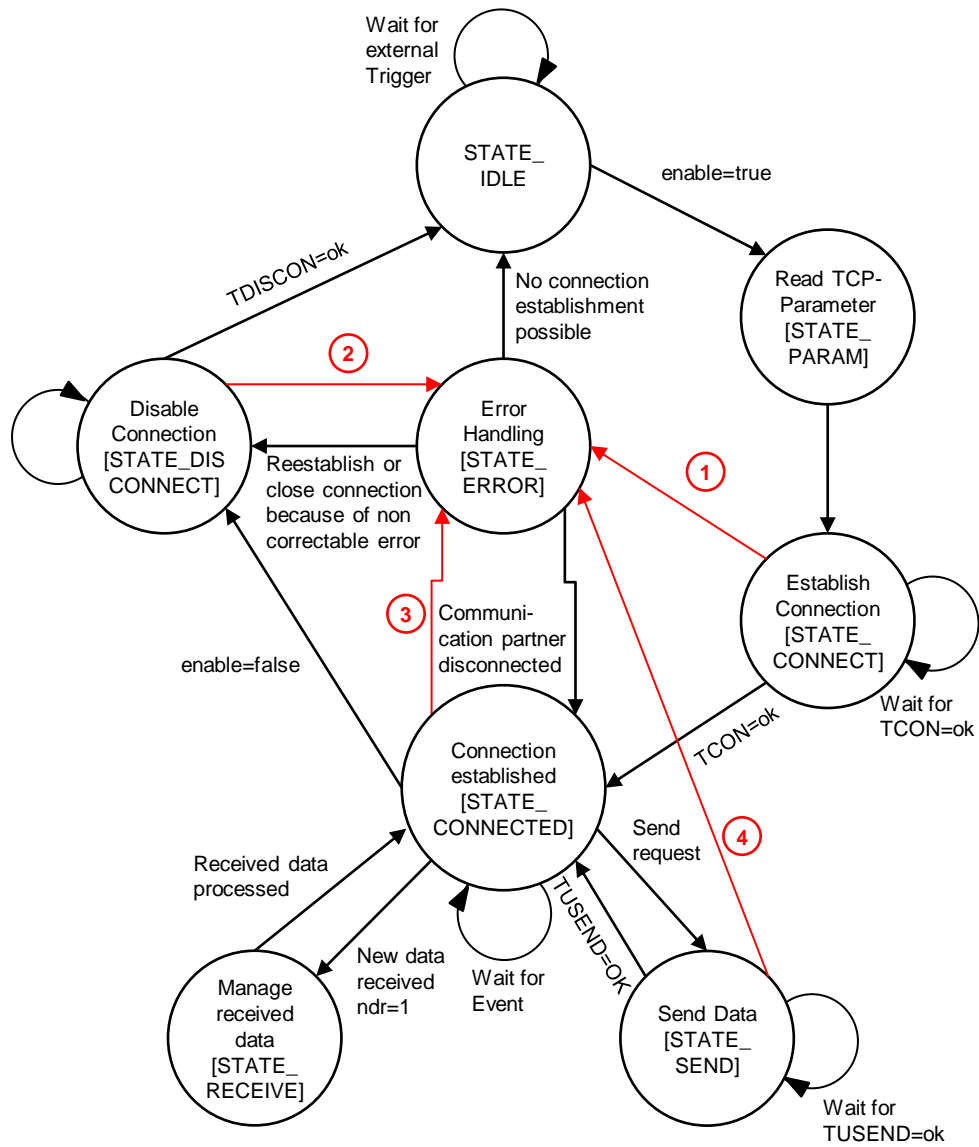 Wait for
external
Trigger
STATE_
IDLE
enable=true
Read TCP-
Parameter
[STATE_
PARAM]
TDISCON=ok
No connection
establishment
possible
2
Disable
Connection
[STATE_DIS
CONNECT]
Error
Handling
[STATE_
ERROR]
1
Reestablish or
close connection
because of non
correctable error
3
Communi-
cation partner
disconnected
Establish
Connection
[STATE_
CONNECT]
enable=false
Wait for
TCON=ok
TCON=ok
Connection
established
[STATE_
CONNECTED]
Send
request
4
Received data
processed
TUSEND=OK
New data
received
ndr=1
Wait for
Event
Manage
received
data
[STATE_
RECEIVE]
Send Data
[STATE_
SEND]
Wait for
TUSEND=ok